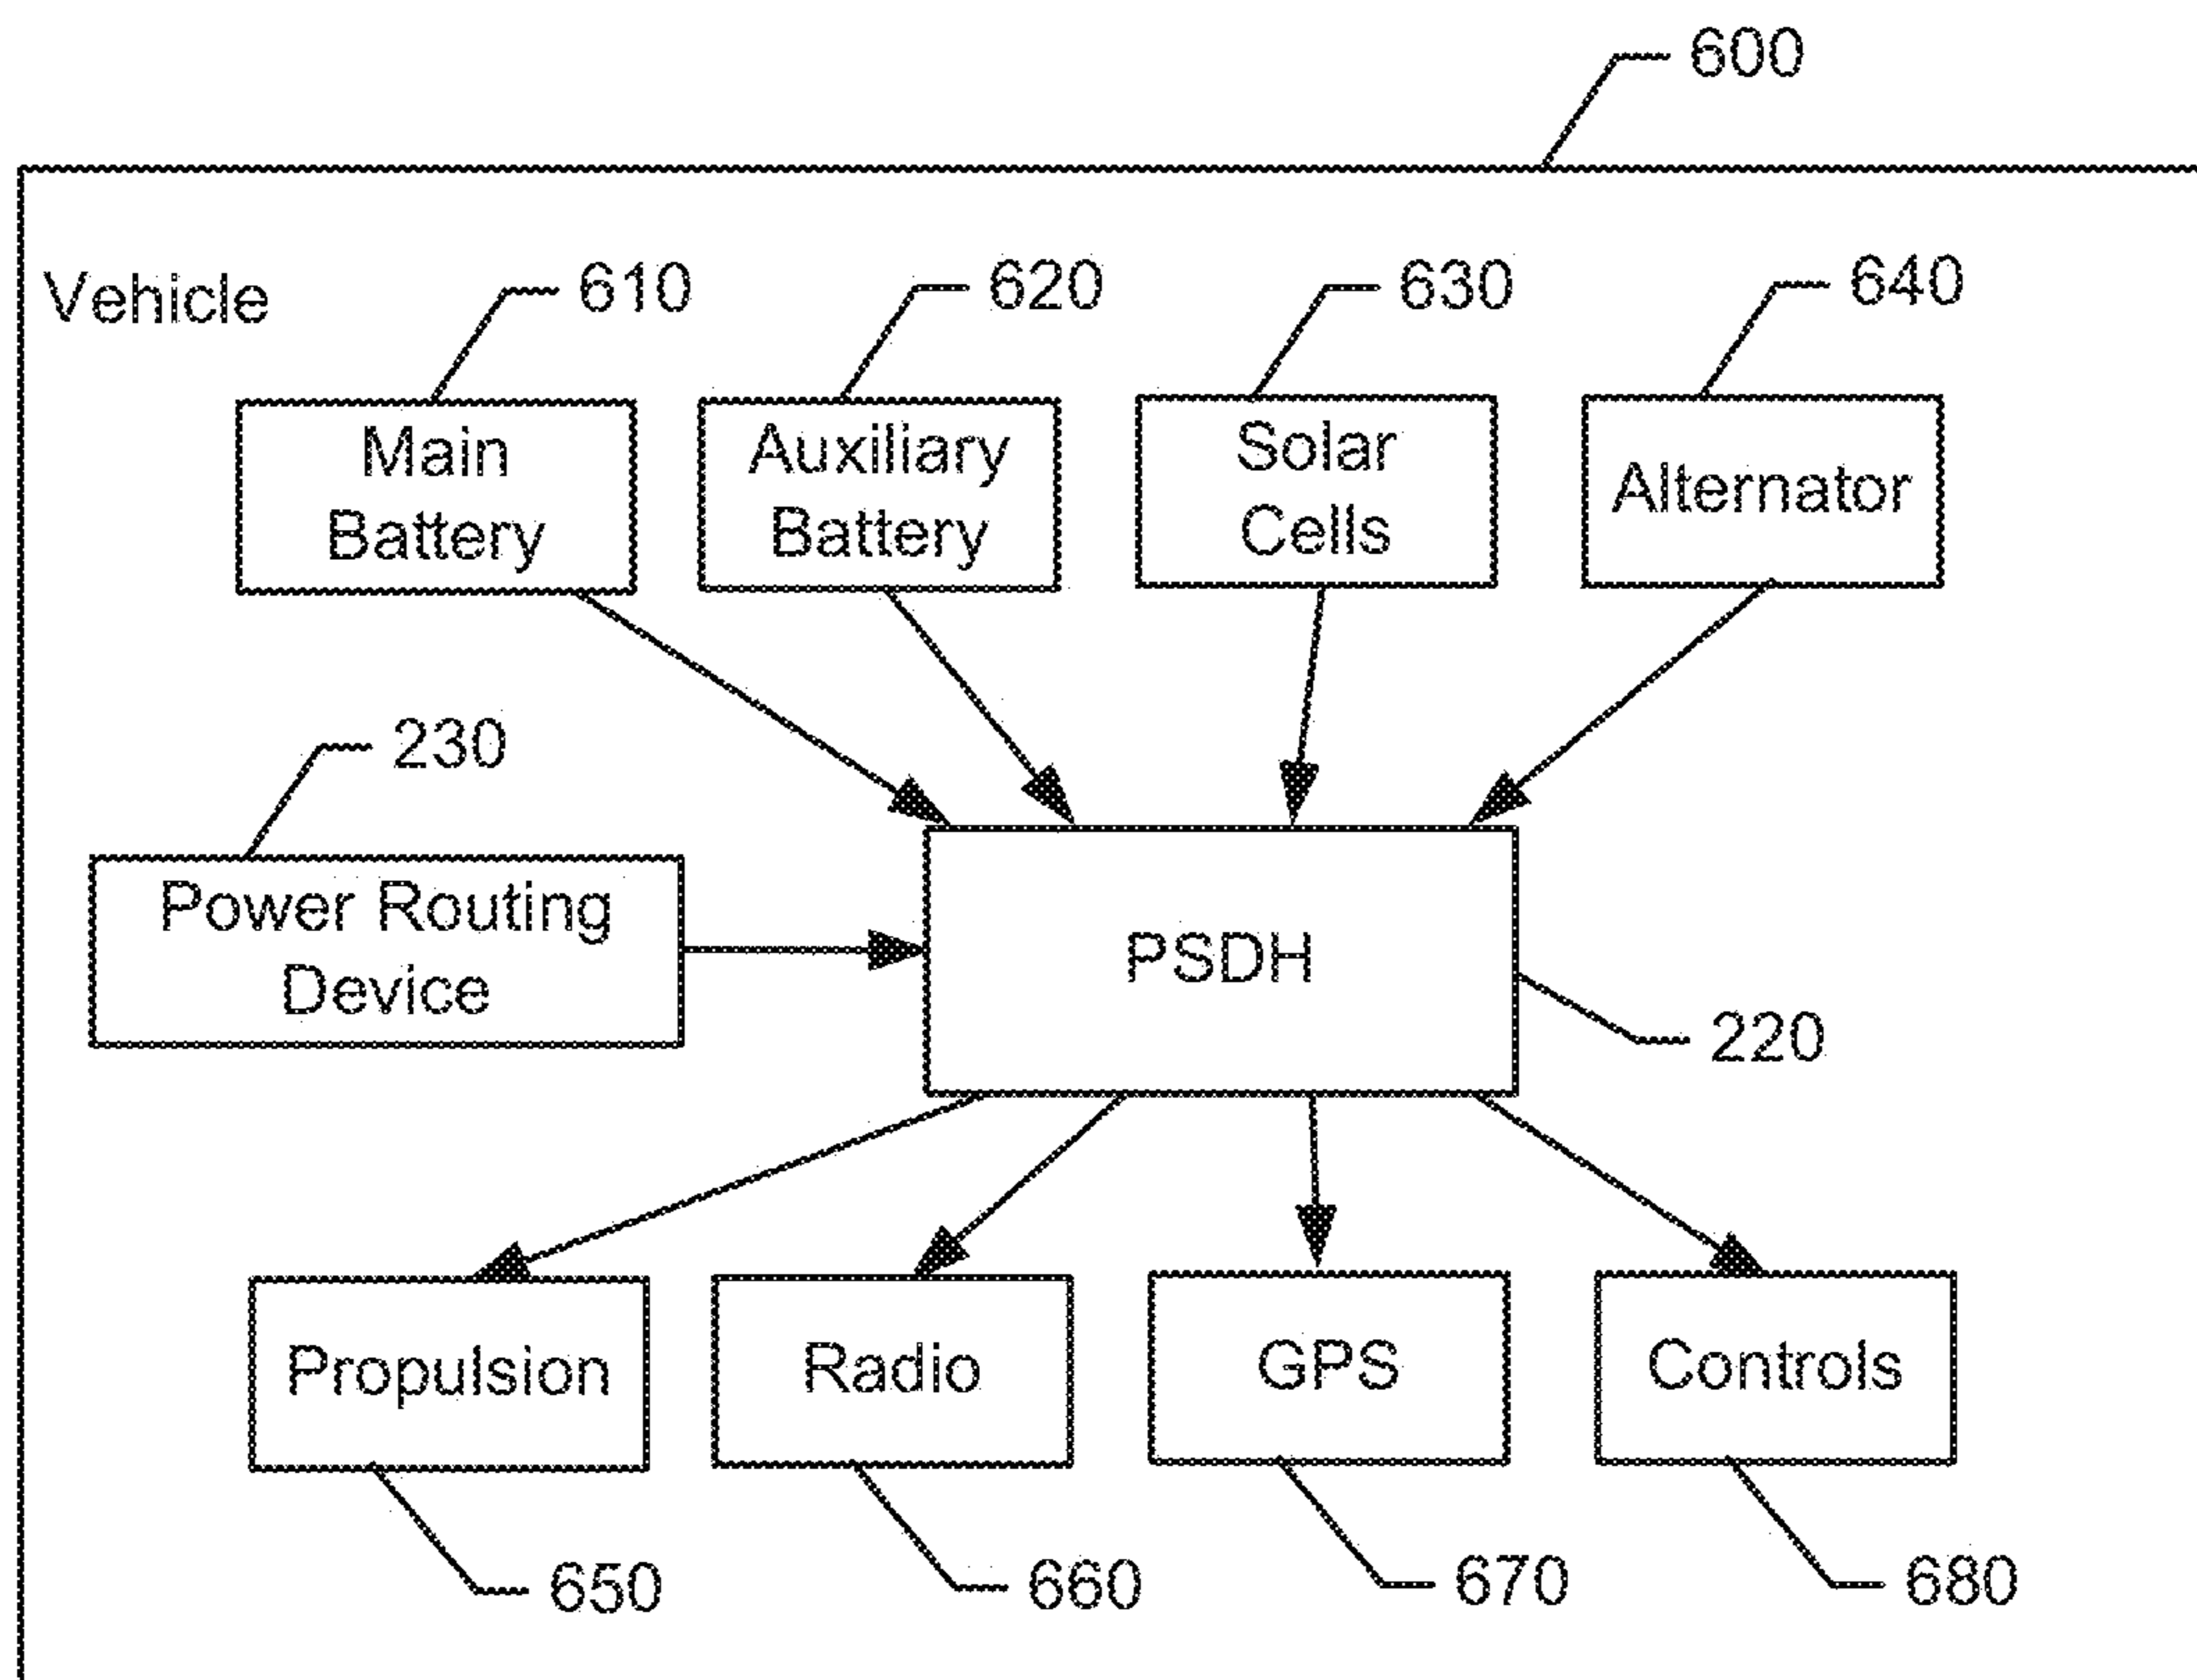 600
Vehicle
610
620
630
640
Main
Battery
Auxiliary
Battery
Solar
Cells
Alternator
230
Power Routing
Device
PSDH
220
Propulsion
Radio
GPS
Controls
650
660
670
680